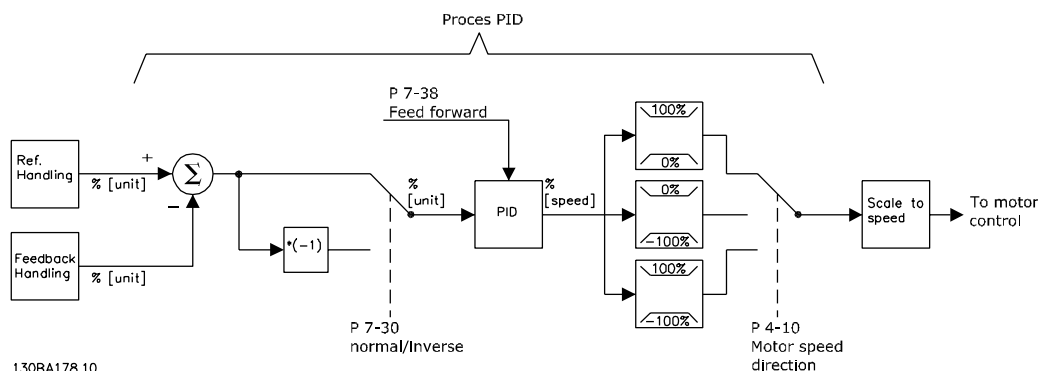 Proces PID
P 7-38
Feed forward
100%
0%
Ref.
Handling
+
% [unit]
Σ
−
%
[unit]
PID
%
[speed]
0%
-100%
Scale to
speed
To motor
control
Feedback
Handling
% [unit]
*(-1)
100%
-100%
P 7-30
normal/Inverse
P 4-10
Motor speed
direction
130BA178.10